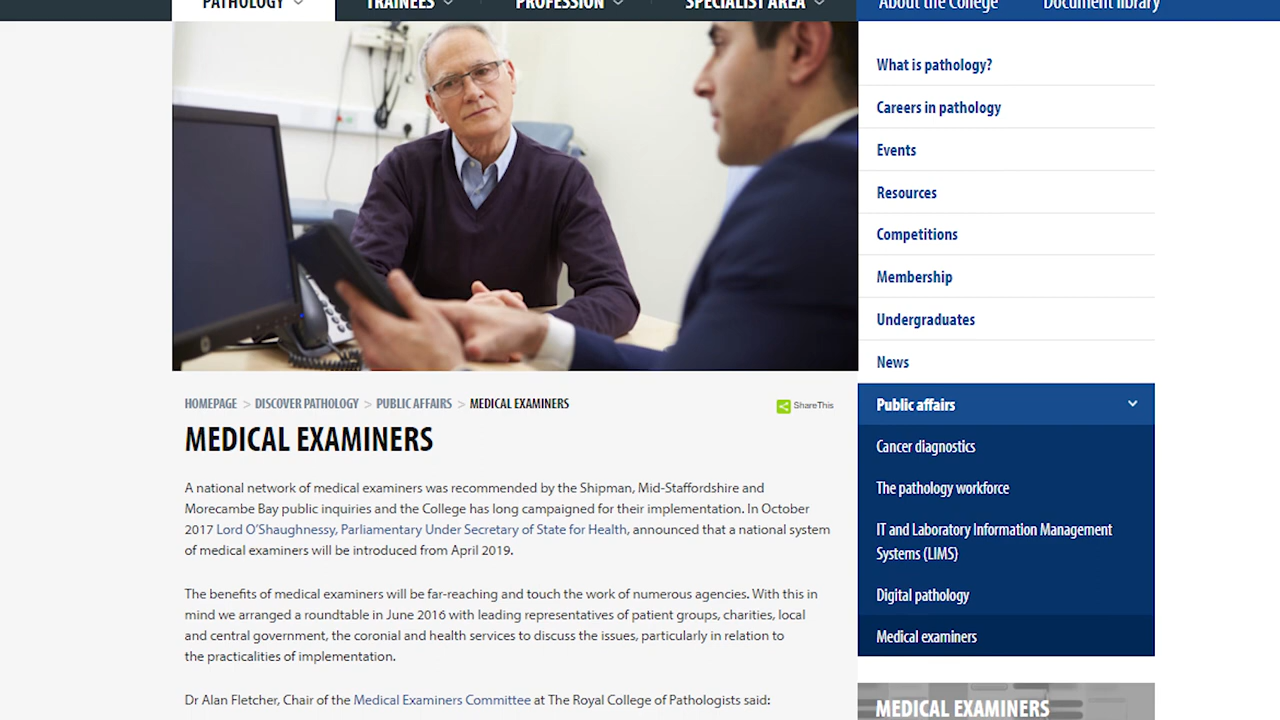 PATHOLOGY
TRAINEES
PROFESSION
SPECIALIST AREA
About the College
Document library
What is pathology?
Careers in pathology
Events
Resources
Competitions
Membership
Undergraduates
News
Public affairs
Cancer diagnostics
The pathology workforce
IT and Laboratory Information Management
Systems (LIMS)
Digital pathology
Medical examiners
MEDICAL EXAMINERS
HOMEPAGE > DISCOVER PATHOLOGY > PUBLIC AFFAIRS > MEDICAL EXAMINERS
ShareThis
MEDICAL EXAMINERS
A national network of medical examiners was recommended by the Shipman, Mid-Staffordshire and
Morecambe Bay public inquiries and the College has long campaigned for their implementation. In October
2017 Lord O'Shaughnessy, Parliamentary Under Secretary of State for Health, announced that a national system
of medical examiners will be introduced from April 2019.
The benefits of medical examiners will be far-reaching and touch the work of numerous agencies. With this in
mind we arranged a roundtable in June 2016 with leading representatives of patient groups, charities, local
and central government, the coronial and health services to discuss the issues, particularly in relation to
the practicalities of implementation.
Dr Alan Fletcher, Chair of the Medical Examiners Committee at The Royal College of Pathologists said: